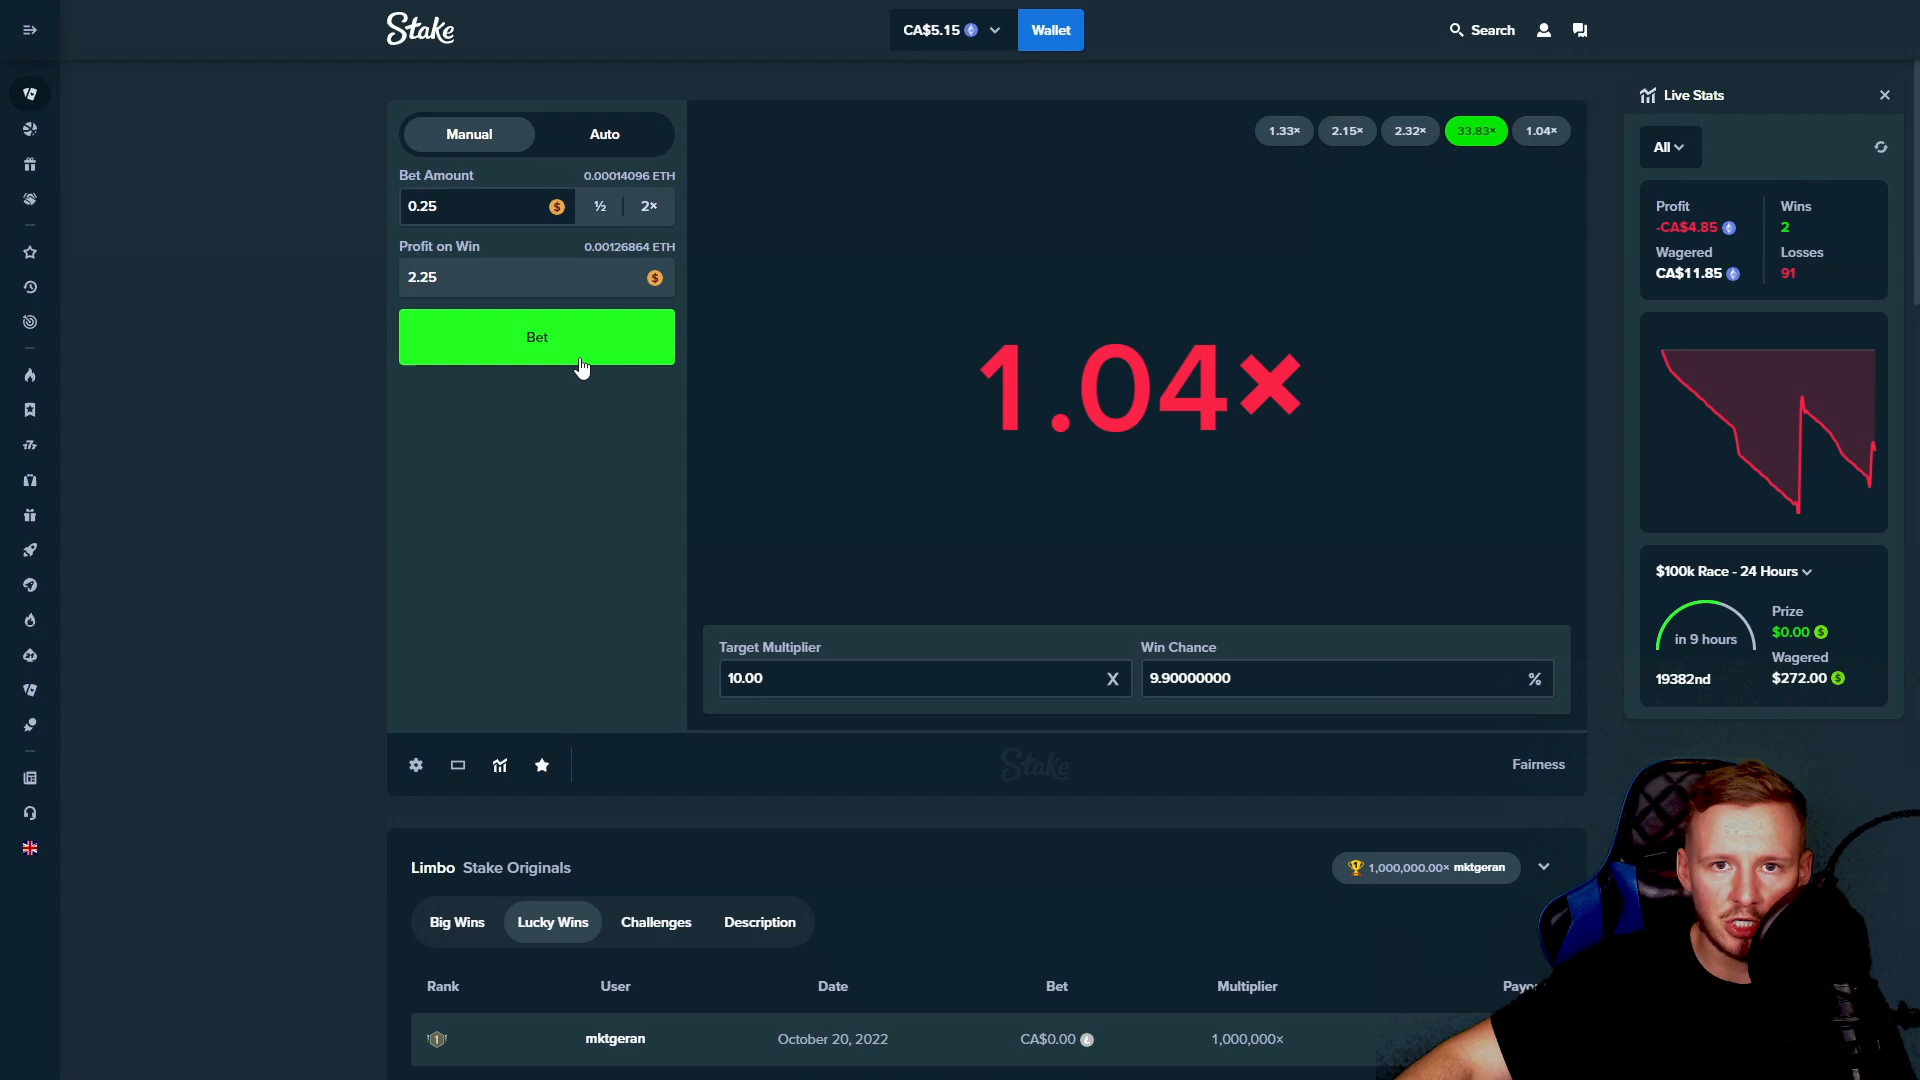 Stake
CA$5.15
Wallet
Search
Manual
Auto
Bet Amount
0.00014096 ETH
0.25
½
2×
Profit on Win
0.00126864 ETH
2.25
Bet
1.33×
2.15×
2.32×
33.83×
1.04×
1.04×
Target Multiplier
10.00
X
Win Chance
9.90000000
%
Stake
Fairness
Live Stats
All
Profit
-CA$4.85
Wagered
CA$11.85
Wins
2
Losses
91
$100k Race - 24 Hours
in 9 hours
19382nd
Prize
$0.00
Wagered
$272.00
Limbo Stake Originals
1,000,000.00× mktgeran
Big Wins
Lucky Wins
Challenges
Description
Rank
User
Date
Bet
Multiplier
Payou
1
mktgeran
October 20, 2022
CA$0.00
1,000,000×